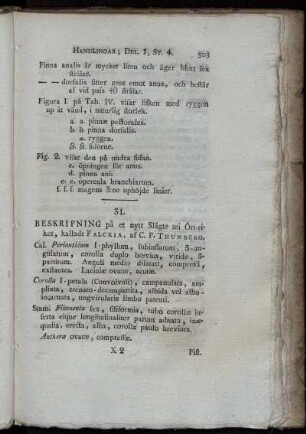 HANDLINGAR; DEL. I, ST. 4. 303
Pinna analis är mycket liten och äger blott sex
strålar.
— — dorsalis sitter gent emot anus, och består
af vid pass 40 strålar.
Figura I. på Tab. IV. visar fisken med ryggen
up åt vänd, i naturlig storlek.
a. a. pinnæ pectorales.
b. b. pinna dorsalis.
a. ryggen.
β. β. sidorne.
Fig. 2. visar den på undra sidan.
c. öpningen för anus.
d. pinna ani.
e. e. opercula branchiarum.
f. f. f. magens 3:ne uphöjde linier.
31.
BESKRIFNING på et nytt Slägte uti Ört-ri-
ket, kalladt FALCKIA, af C. P. THUNBERG.
Cal. Perianthium 1-phyllum, subinflatum, 5-an-
gulatum, corolla duplo brevius, viride, 5-
partitum. Anguli medio dilatati, compressi,
exstantes. Laciniæ ovatæ, acutæ.
Corolla 1-petala (Convolvuli), campanulata, am-
pliata, crenato-decempartita, albida vel albo-
incarnata, unguicularis limbo patenti.
Stam. Filamenta sex, filiformia, tubo corollæ in-
serta eique longitudinaliter parum adnata, inæ-
qualia, erecta, alba, corollæ paulo breviora.
Antheræ ovatæ, compressæ.
X 2 Pist.